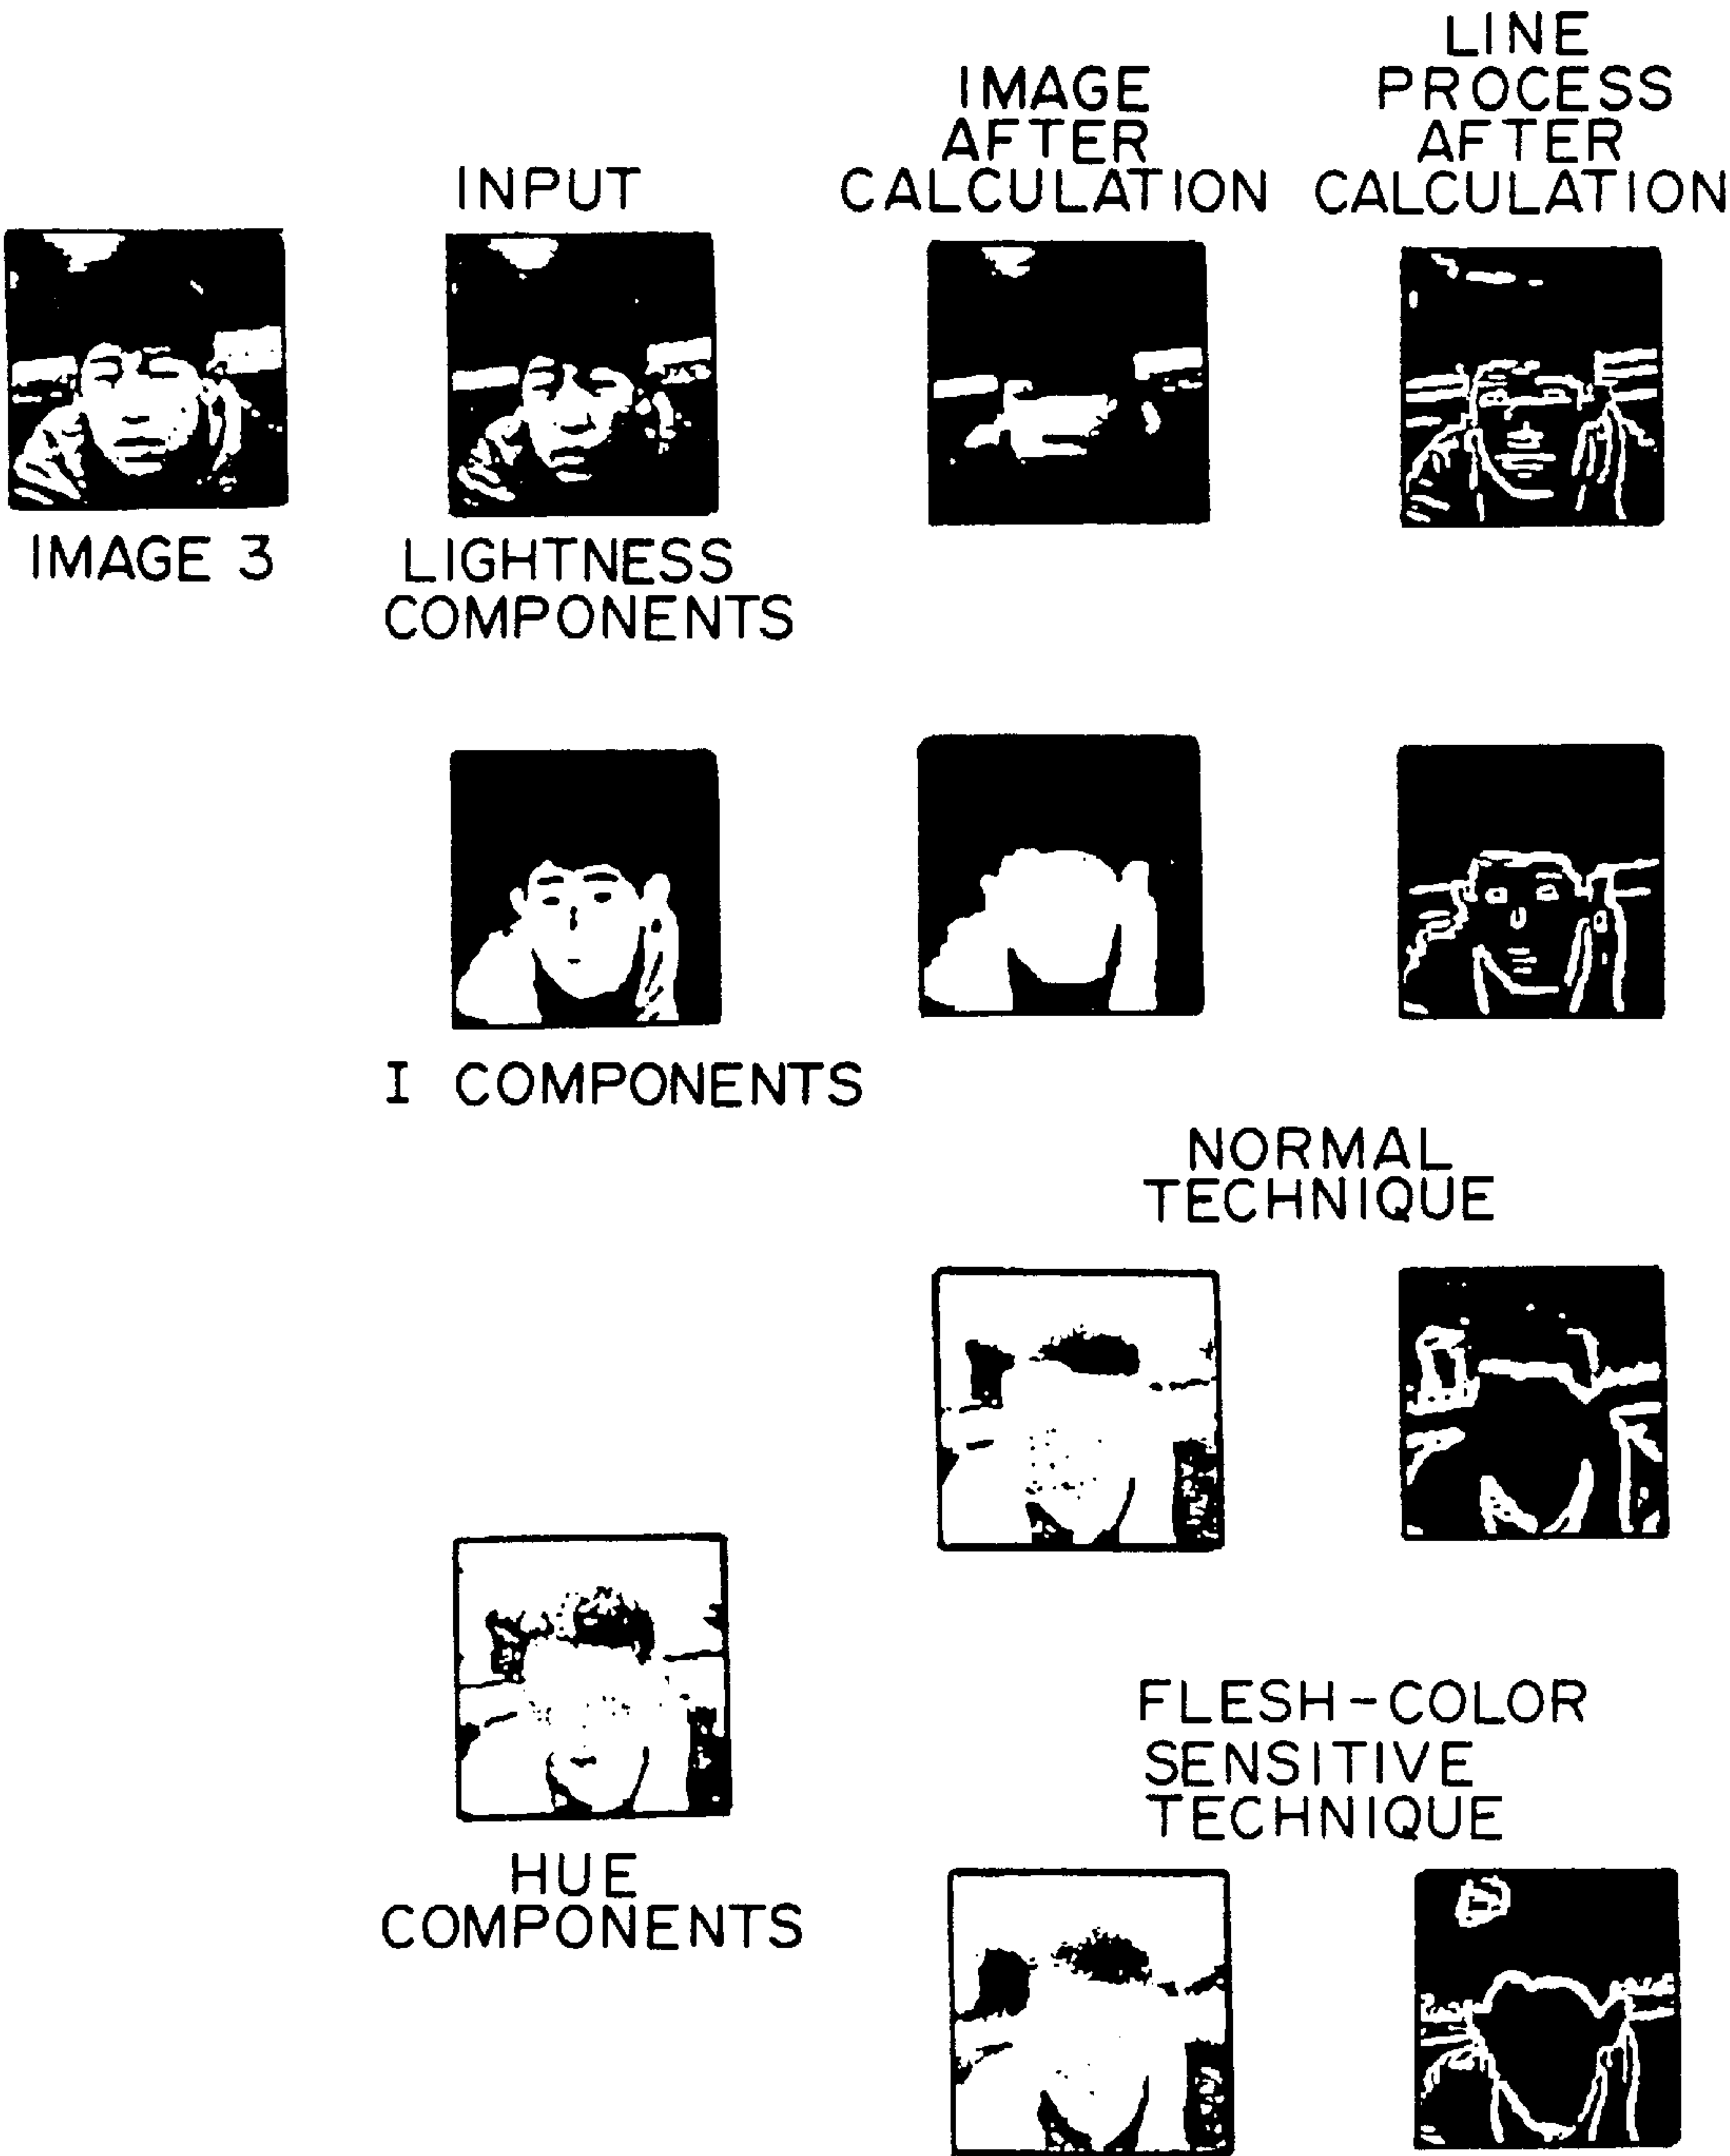 INPUT
IMAGE
AFTER
CALCULATION
LINE
PROCESS
AFTER
CALCULATION
IMAGE 3
LIGHTNESS
COMPONENTS
I COMPONENTS
NORMAL
TECHNIQUE
HUE
COMPONENTS
FLESH-COLOR
SENSITIVE
TECHNIQUE